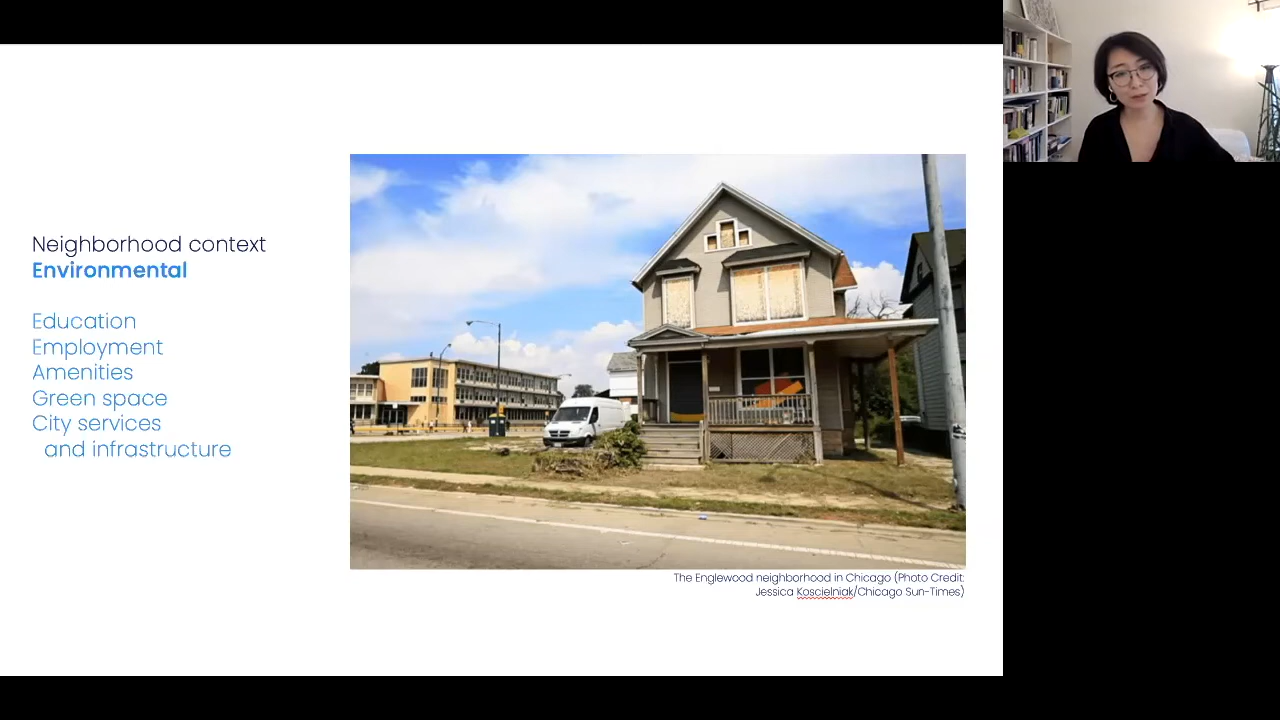 Neighborhood context
Environmental
Education
Employment
Amenities
Green space
City services
and infrastructure
The Englewood neighborhood in Chicago (Photo Credit:
Jessica Koscielniak/Chicago Sun-Times)